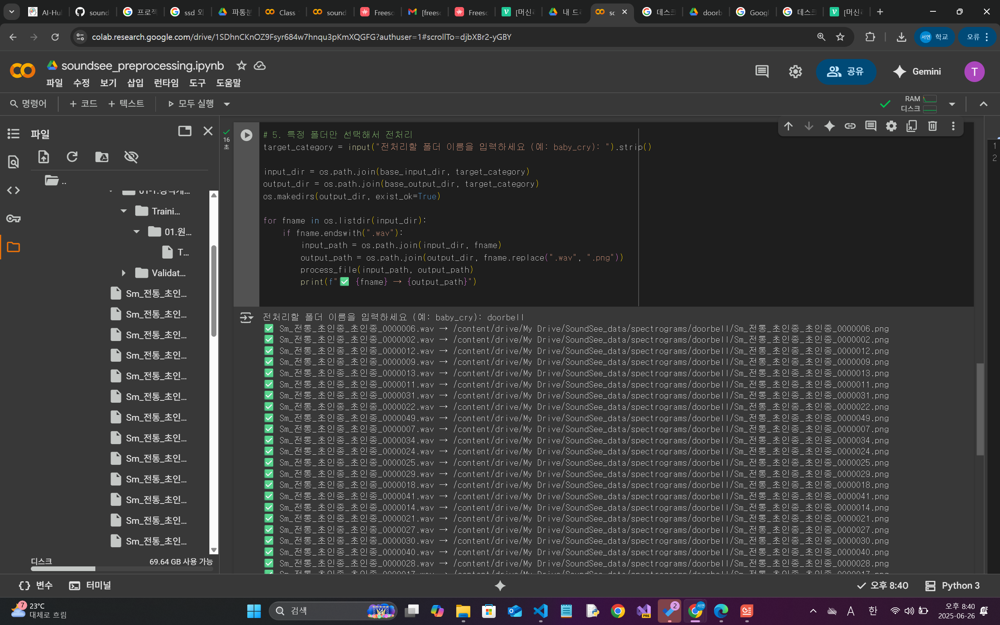 AI-Hu
sound
프로젝
ssd 외
파통분
Class
sound
Freeso
[freesc
Freesc
[머신러
내 드라
sc
데스크
doorb
Googl
데스크
[머신러
colab.research.google.com/drive/1SDhnCKnOZ9Fsyr684w7hnqu3pKmXQGFG?authuser=1#scrollTo=djbXBr2-yGBY
서연 학교
오류
soundsee_preprocessing.ipynb
파일 수정 보기 삽입 런타임 도구 도움말
공유
Gemini
T
명령어
+ 코드 + 텍스트
모두 실행
RAM
디스크
파일
..
Traini...
01.원...
T...
Validat...
Sm_전통_초인...
Sm_전통_초인...
Sm_전통_초인...
Sm_전통_초인...
Sm_전통_초인...
Sm_전통_초인...
Sm_전통_초인...
Sm_전통_초인...
Sm_전통_초인...
Sm_전통_초인...
Sm_전통_초인...
Sm_전통_초인...
Sm_전통_초인...
디스크 69.64 GB 사용 가능
16
초
# 5. 특정 폴더만 선택해서 전처리
target_category = input("전처리할 폴더 이름을 입력하세요 (예: baby_cry): ").strip()
input_dir = os.path.join(base_input_dir, target_category)
output_dir = os.path.join(base_output_dir, target_category)
os.makedirs(output_dir, exist_ok=True)
for fname in os.listdir(input_dir):
if fname.endswith(".wav"):
input_path = os.path.join(input_dir, fname)
output_path = os.path.join(output_dir, fname.replace(".wav", ".png"))
process_file(input_path, output_path)
print(f"✅ {fname} → {output_path}")
1
2
전처리할 폴더 이름을 입력하세요 (예: baby_cry): doorbell
✅ Sm_전통_초인종_초인종_0000006.wav → /content/drive/My Drive/SoundSee_data/spectrograms/doorbell/Sm_전통_초인종_초인종_0000006.png
✅ Sm_전통_초인종_초인종_0000002.wav → /content/drive/My Drive/SoundSee_data/spectrograms/doorbell/Sm_전통_초인종_초인종_0000002.png
✅ Sm_전통_초인종_초인종_0000012.wav → /content/drive/My Drive/SoundSee_data/spectrograms/doorbell/Sm_전통_초인종_초인종_0000012.png
✅ Sm_전통_초인종_초인종_0000009.wav → /content/drive/My Drive/SoundSee_data/spectrograms/doorbell/Sm_전통_초인종_초인종_0000009.png
✅ Sm_전통_초인종_초인종_0000013.wav → /content/drive/My Drive/SoundSee_data/spectrograms/doorbell/Sm_전통_초인종_초인종_0000013.png
✅ Sm_전통_초인종_초인종_0000011.wav → /content/drive/My Drive/SoundSee_data/spectrograms/doorbell/Sm_전통_초인종_초인종_0000011.png
✅ Sm_전통_초인종_초인종_0000031.wav → /content/drive/My Drive/SoundSee_data/spectrograms/doorbell/Sm_전통_초인종_초인종_0000031.png
✅ Sm_전통_초인종_초인종_0000022.wav → /content/drive/My Drive/SoundSee_data/spectrograms/doorbell/Sm_전통_초인종_초인종_0000022.png
✅ Sm_전통_초인종_초인종_0000049.wav → /content/drive/My Drive/SoundSee_data/spectrograms/doorbell/Sm_전통_초인종_초인종_0000049.png
✅ Sm_전통_초인종_초인종_0000007.wav → /content/drive/My Drive/SoundSee_data/spectrograms/doorbell/Sm_전통_초인종_초인종_0000007.png
✅ Sm_전통_초인종_초인종_0000034.wav → /content/drive/My Drive/SoundSee_data/spectrograms/doorbell/Sm_전통_초인종_초인종_0000034.png
✅ Sm_전통_초인종_초인종_0000024.wav → /content/drive/My Drive/SoundSee_data/spectrograms/doorbell/Sm_전통_초인종_초인종_0000024.png
✅ Sm_전통_초인종_초인종_0000025.wav → /content/drive/My Drive/SoundSee_data/spectrograms/doorbell/Sm_전통_초인종_초인종_0000025.png
✅ Sm_전통_초인종_초인종_0000029.wav → /content/drive/My Drive/SoundSee_data/spectrograms/doorbell/Sm_전통_초인종_초인종_0000029.png
✅ Sm_전통_초인종_초인종_0000018.wav → /content/drive/My Drive/SoundSee_data/spectrograms/doorbell/Sm_전통_초인종_초인종_0000018.png
✅ Sm_전통_초인종_초인종_0000041.wav → /content/drive/My Drive/SoundSee_data/spectrograms/doorbell/Sm_전통_초인종_초인종_0000041.png
✅ Sm_전통_초인종_초인종_0000014.wav → /content/drive/My Drive/SoundSee_data/spectrograms/doorbell/Sm_전통_초인종_초인종_0000014.png
✅ Sm_전통_초인종_초인종_0000021.wav → /content/drive/My Drive/SoundSee_data/spectrograms/doorbell/Sm_전통_초인종_초인종_0000021.png
✅ Sm_전통_초인종_초인종_0000027.wav → /content/drive/My Drive/SoundSee_data/spectrograms/doorbell/Sm_전통_초인종_초인종_0000027.png
✅ Sm_전통_초인종_초인종_0000030.wav → /content/drive/My Drive/SoundSee_data/spectrograms/doorbell/Sm_전통_초인종_초인종_0000030.png
✅ Sm_전통_초인종_초인종_0000040.wav → /content/drive/My Drive/SoundSee_data/spectrograms/doorbell/Sm_전통_초인종_초인종_0000040.png
✅ Sm_전통_초인종_초인종_0000028.wav → /content/drive/My Drive/SoundSee_data/spectrograms/doorbell/Sm_전통_초인종_초인종_0000028.png
변수 터미널
오후 8:40 Python 3
7
23°C
대체로 흐림
검색
PRE
2
서연
A 한
오후 8:40
2025-06-26